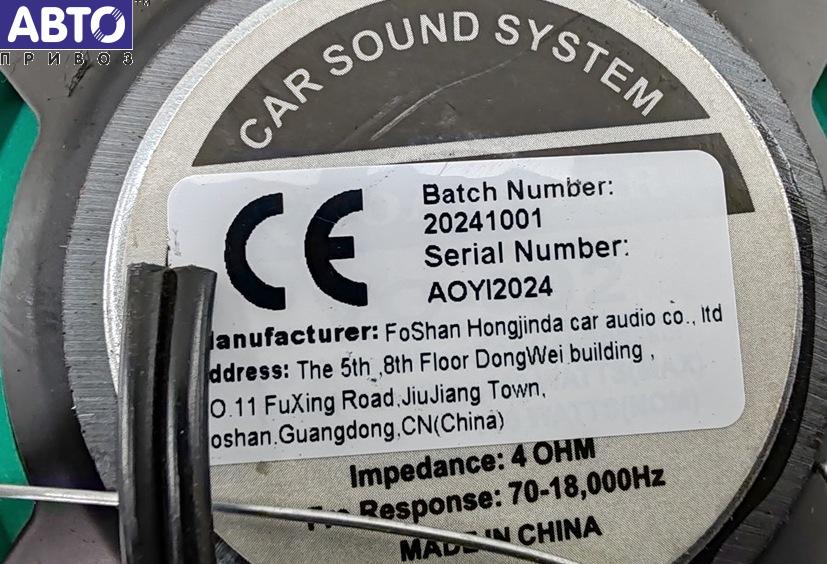 АВТО™
ПРИВОЗ
CAR SOUND SYSTEM
CE
Batch Number:
20241001
Serial Number:
AOYI2024
anufacturer: FoShan Hongjinda car audio co., ltd
ddress: The 5th ,8th Floor DongWei building ,
O.11 FuXing Road,JiuJiang Town,
oshan.Guangdong,CN(China)
Impedance: 4 OHM
Response: 70-18,000Hz
MADE IN CHINA